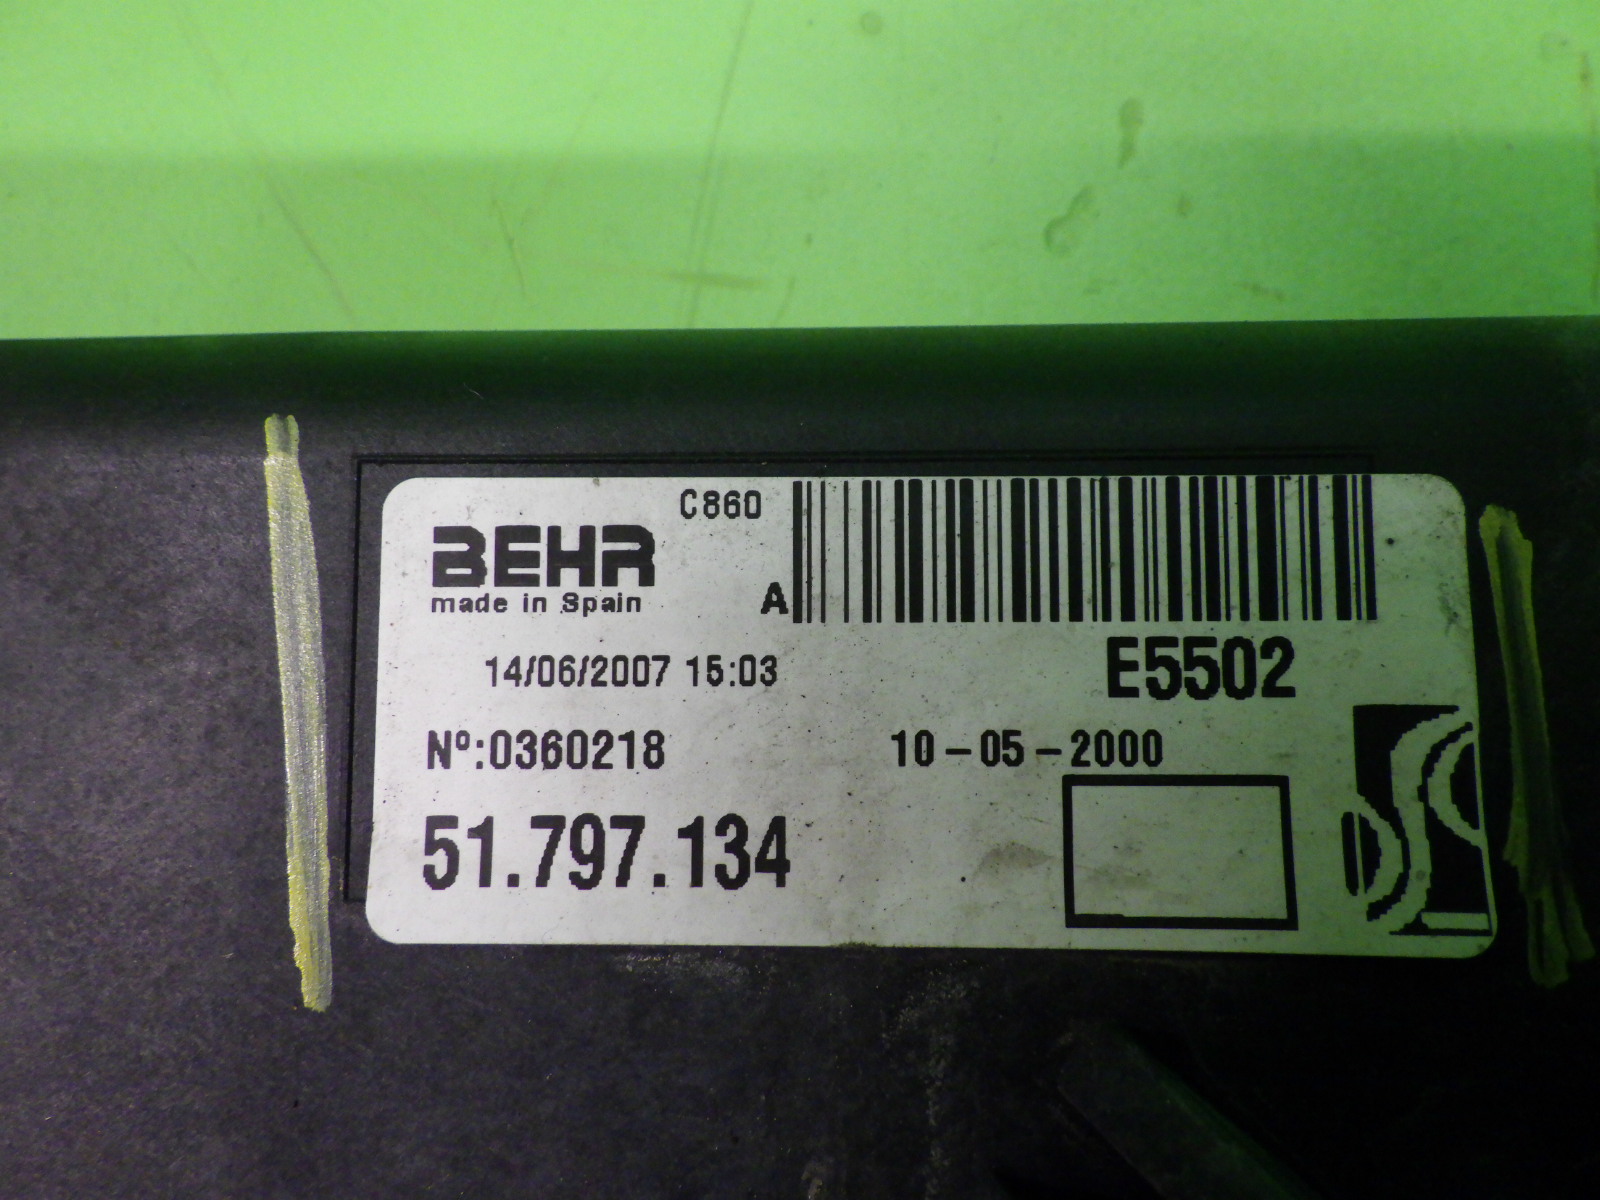 C860
BEHR
made in Spain
A
14/06/2007 15:03
E5502
Nº:0360218
10-05-2000
51.797.134